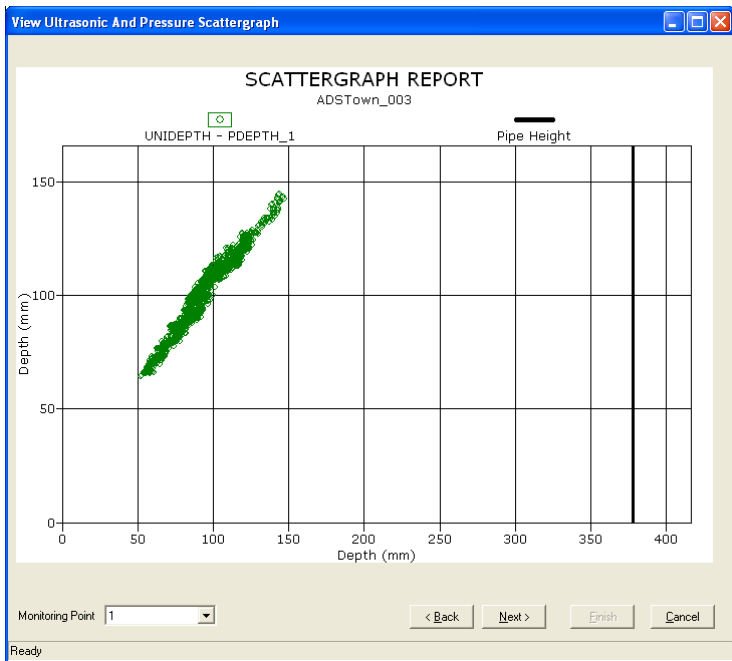 View Ultrasonic And Pressure Scattergraph
SCATTERGRAPH REPORT
ADSTown_003
UNIDEPTH - PDEPTH_1
Pipe Height
150
100
50
0
Depth (mm)
0 50 100 150 200 250 300 350 400
Depth (mm)
Monitoring Point 1
< Back Next > Finish Cancel
Ready